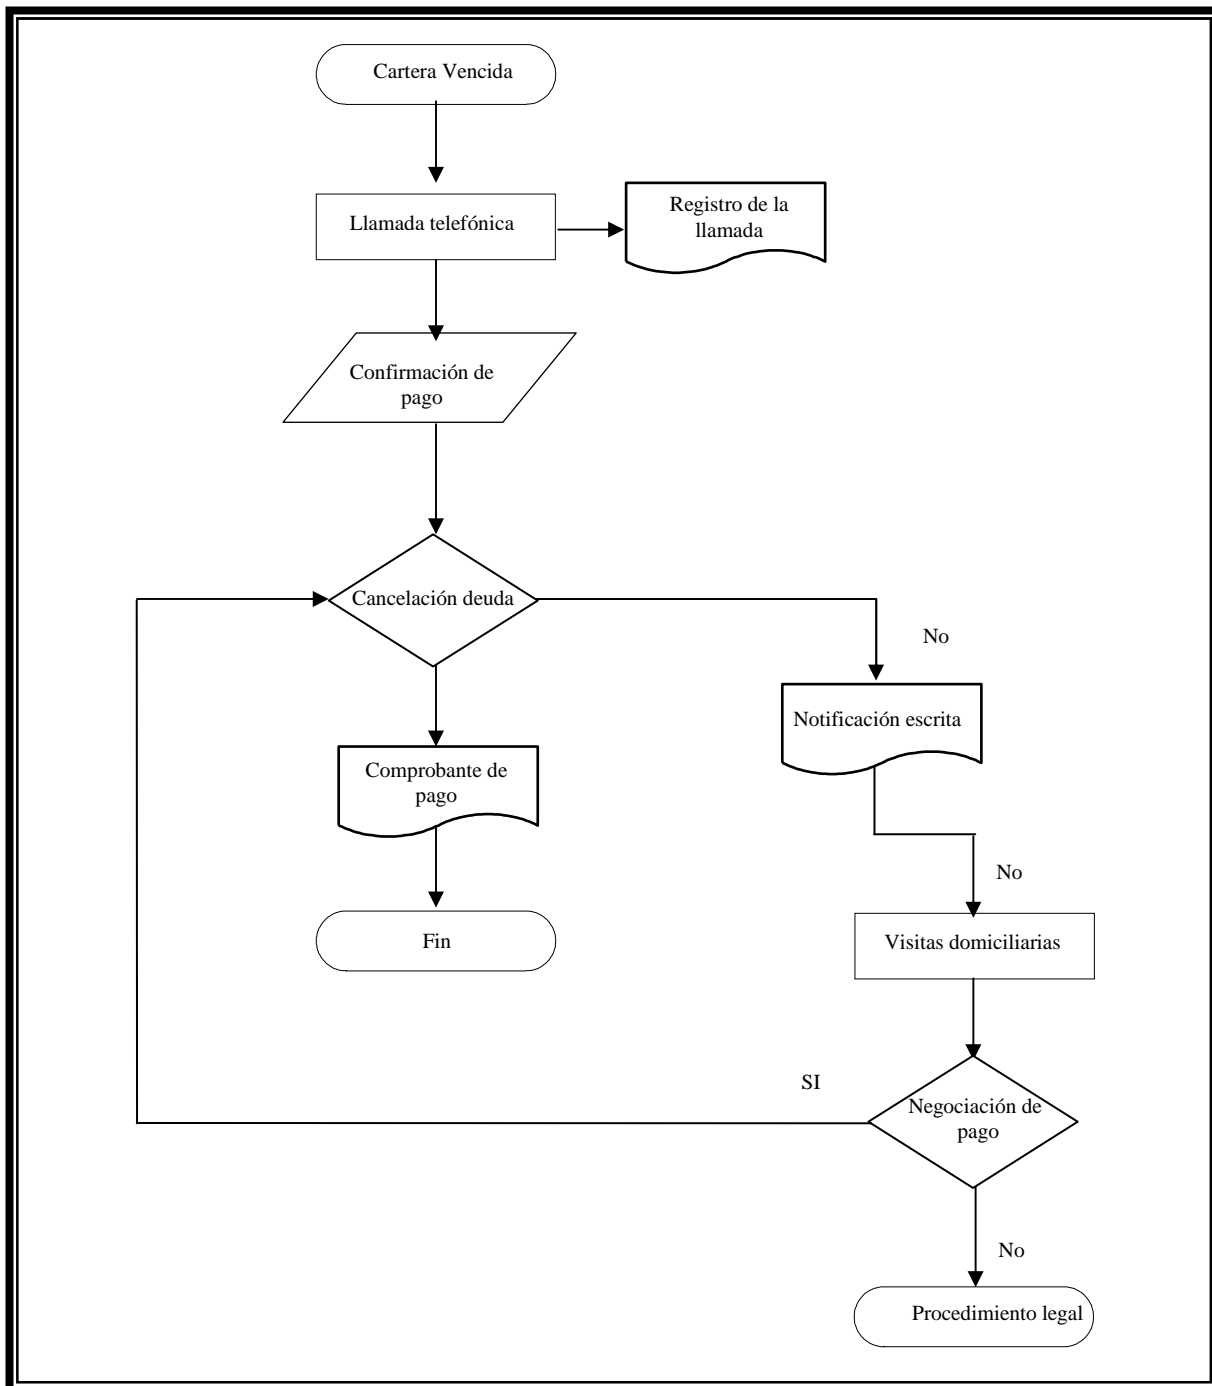 Cartera Vencida
Llamada telefónica
Registro de la
llamada
Confirmación de
pago
Cancelación deuda
No
Notificación escrita
Comprobante de
pago
No
Fin
Visitas domiciliarias
SI
Negociación de
pago
No
Procedimiento legal